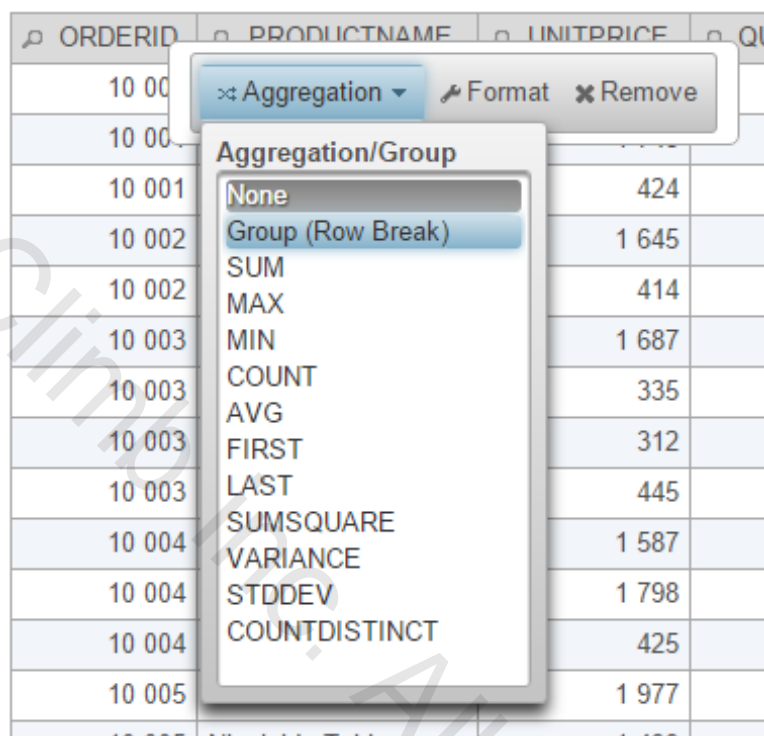 ORDERID PRODUCTNAME UNITPRICE
Aggregation Format Remove
Aggregation/Group
None
Group (Row Break)
SUM
MAX
MIN
COUNT
AVG
FIRST
LAST
SUMSQUARE
VARIANCE
STDDEV
COUNTDISTINCT
10 001 424
10 002 1 645
10 002 414
10 003 1 687
10 003 335
10 003 312
10 003 445
10 004 1 587
10 004 1 798
10 004 425
10 005 1 977
Climb Inc.